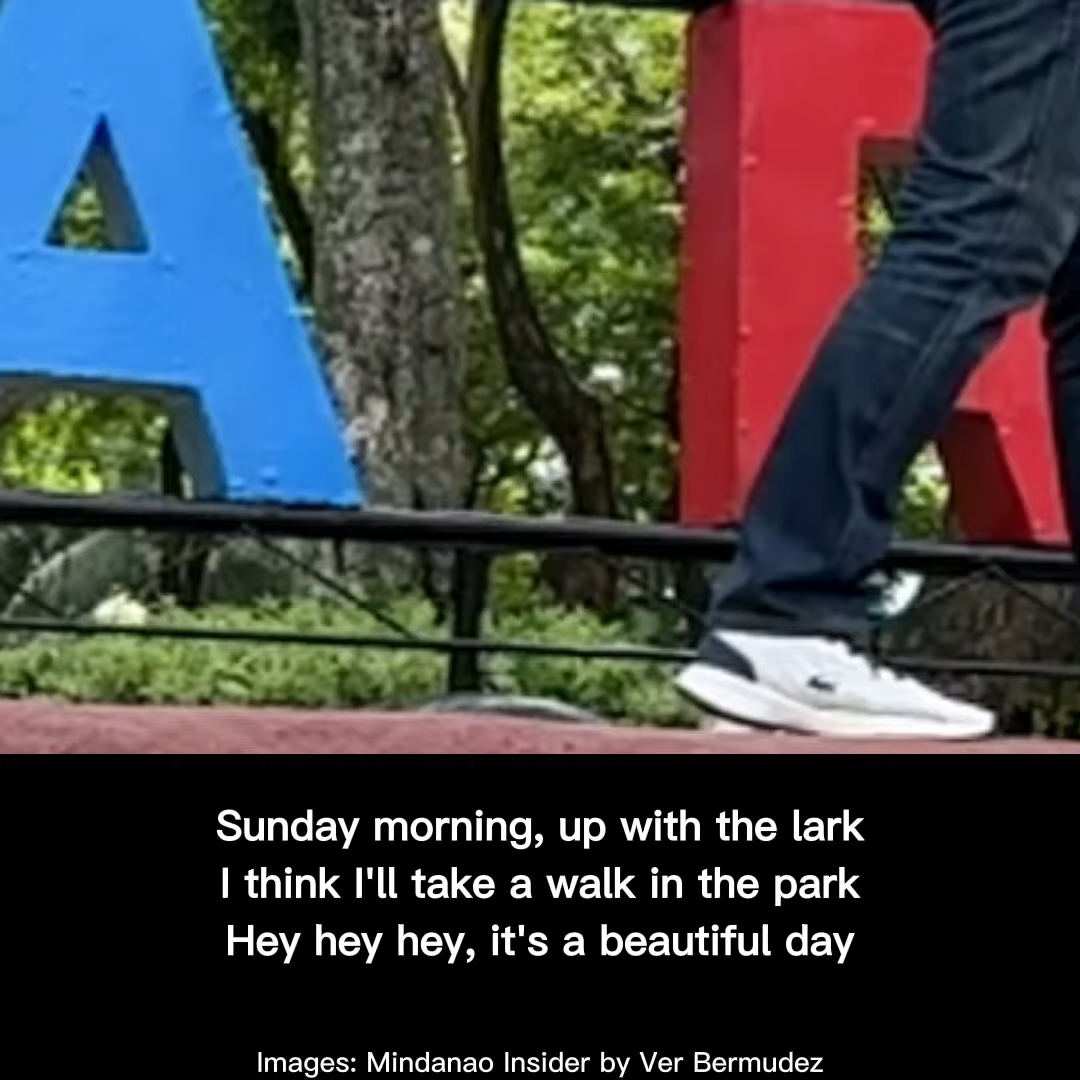 A R
Sunday morning, up with the lark
I think I'll take a walk in the park
Hey hey hey, it's a beautiful day
Images: Mindanao Insider by Ver Bermudez